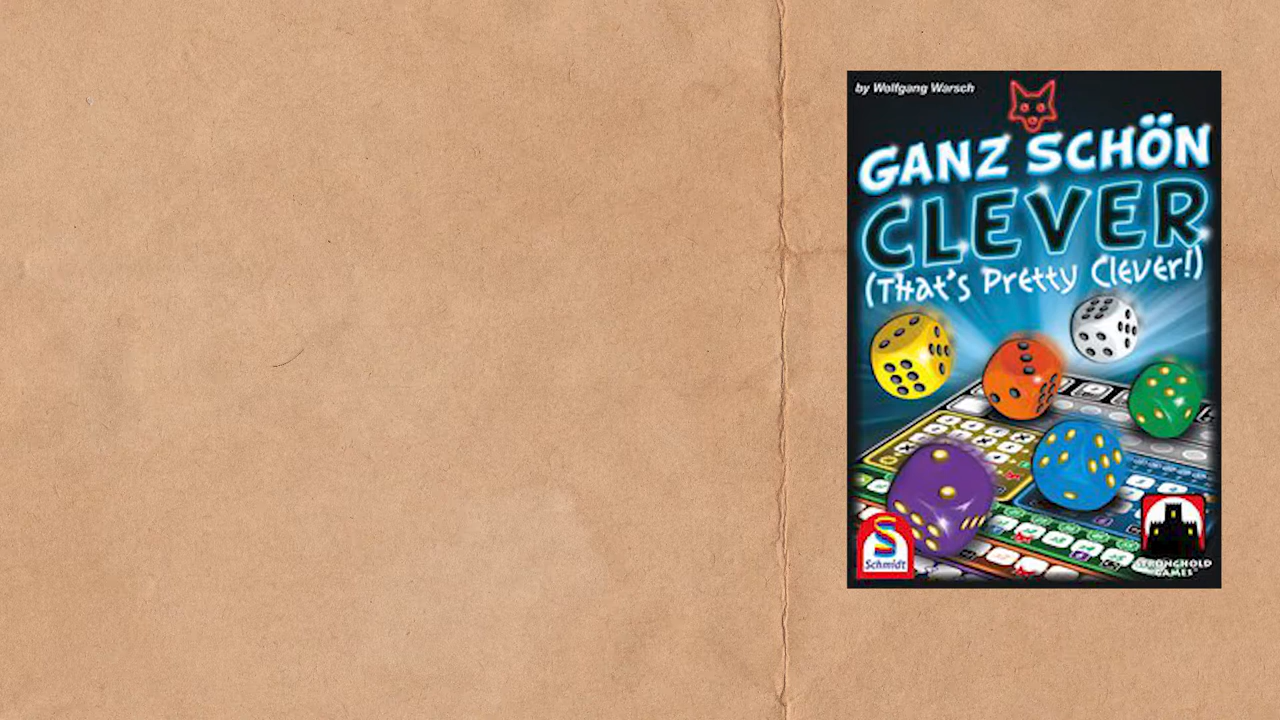 by Wolfgang Warsch
GANZ SCHÖN
CLEVER
(That's Pretty Clever!)
Schmidt
STRONGHOLD
GAMES